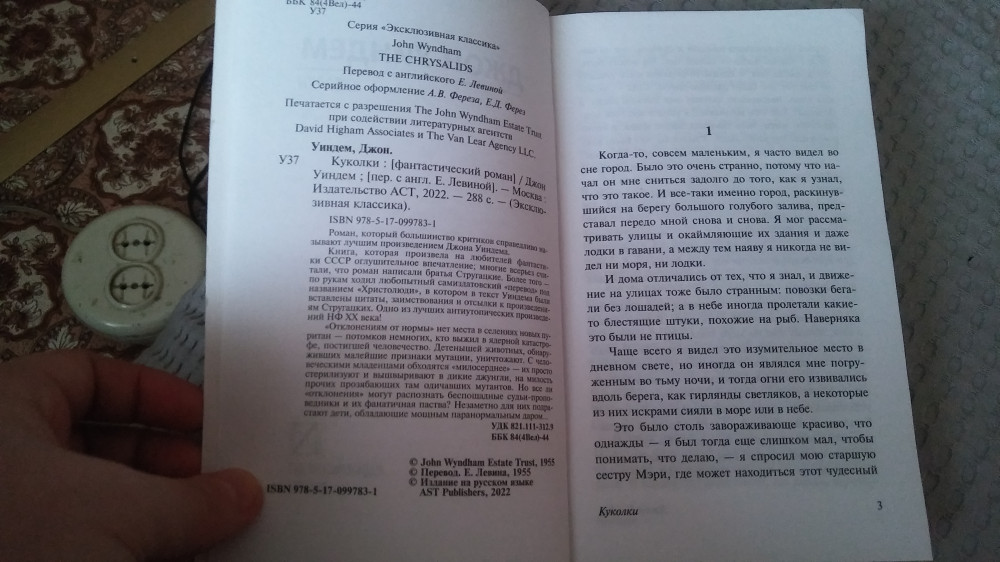 ББК 84(4Вел)-44
У37
Серия «Эксклюзивная классика»
John Wyndham
THE CHRYSALIDS
Перевод с английского Е. Левиной
Серийное оформление А.В. Фереза, Е.Д. Ферез
Печатается с разрешения The John Wyndham Estate Trust
при содействии литературных агентств
David Higham Associates и The Van Lear Agency LLC.
Уиндем, Джон.
У37 Куколки : [фантастический роман] / Джон
Уиндем ; [пер. с англ. Е. Левиной]. — Москва :
Издательство АСТ, 2022. — 288 с. — (Эксклю-
зивная классика).
ISBN 978-5-17-099783-1
Роман, который большинство критиков справедливо на-
зывают лучшим произведением Джона Уиндема.
Книга, которая произвела на любителей фантасти-
ки СССР оглушительное впечатление; многие всерьез счи-
тали, что роман написали братья Стругацкие. Более того —
по рукам ходил любопытный самиздатовский «перевод» под
названием «Христолюди», в котором в текст Уиндема были
вставлены цитаты, заимствования и отсылки к произведени-
ям Стругацких. Одно из лучших антиутопических произведе-
ний НФ XX века!
«Отклонениям от нормы» нет места в селениях новых пу-
ритан — потомков немногих, кто выжил в ядерной катастро-
фе, постигшей человечество. Детенышей животных, обнару-
живших малейшие признаки мутации, уничтожают. С чело-
веческими младенцами обходятся «милосерднее» — их просто
стерилизуют и вышвыривают в дикие джунгли, на милость
прочих прозябающих там одичавших мутантов. Но все ли
«отклонения» могут распознать беспощадные судьи-пропо-
ведники и их фанатичная паства? Незаметно для них подра-
стают дети, обладающие мощным паранормальным даром...
УДК 821.111-312.9
ББК 84(4Вел)-44
© John Wyndham Estate Trust, 1955
© Перевод. Е. Левина, 1955
© Издание на русском языке
AST Publishers, 2022
ISBN 978-5-17-099783-1
1
Когда-то, совсем маленьким, я часто видел во
сне город. Было это очень странно, потому что на-
чал он мне сниться задолго до того, как я узнал,
что это такое. И все-таки именно город, раскинув-
шийся на берегу большого голубого залива, пред-
ставал передо мной снова и снова. Я мог рассма-
тривать улицы и окаймляющие их здания и даже
лодки в гавани, а между тем наяву я никогда не ви-
дел ни моря, ни лодки.
И дома отличались от тех, что я знал, и движе-
ние на улицах тоже было странным: повозки бега-
ли без лошадей; а в небе иногда пролетали какие-
то блестящие штуки, похожие на рыб. Наверняка
это были не птицы.
Чаще всего я видел это изумительное место в
дневном свете, но иногда он являлся мне погру-
женным во тьму ночи, и тогда огни его извивались
вдоль берега, как гирлянды светляков, а некоторые
из них искрами сияли в море или в небе.
Это было столь завораживающе красиво, что
однажды — я был тогда еще слишком мал, чтобы
понимать, что делаю, — я спросил мою старшую
сестру Мэри, где может находиться этот чудесный
Куколки 3